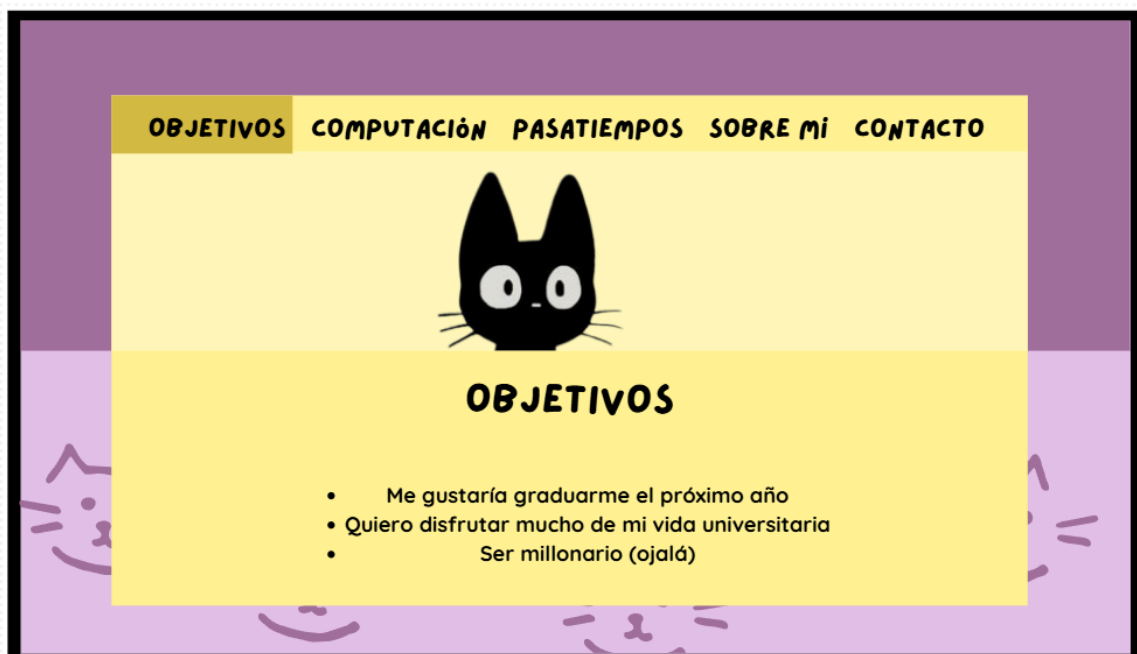 OBJETIVOS COMPUTACIÓN PASATIEMPOS SOBRE MÍ CONTACTO
OBJETIVOS
• Me gustaría graduarme el próximo año
• Quiero disfrutar mucho de mi vida universitaria
• Ser millonario (ojalá)